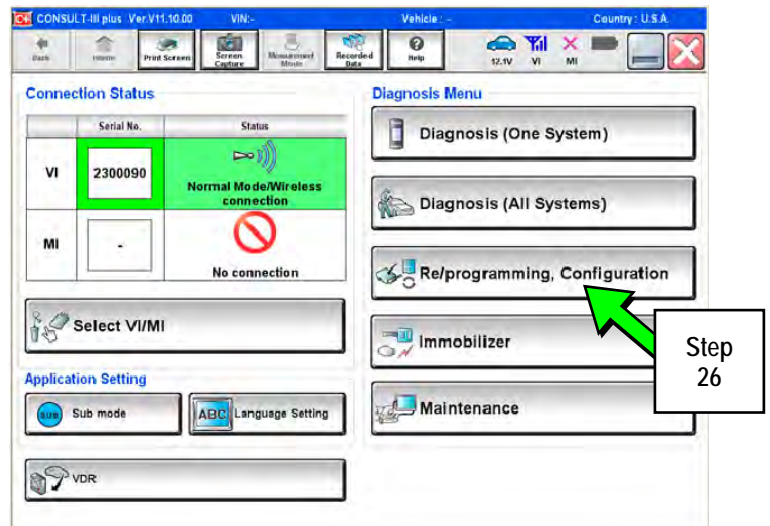 CONSULT-III plus Ver.V11.10.00 VIN:- Vehicle : - Country : U.S.A.
Back Home Print Screen Screen Capture Measurement Mode Recorded Data Help 12.1V VI MI
Connection Status
Serial No. Status
VI 2300090 Normal Mode/Wireless connection
MI - No connection
Select VI/MI
Application Setting
SUB Sub mode ABC Language Setting
VDR
Diagnosis Menu
Diagnosis (One System)
Diagnosis (All Systems)
Re/programming, Configuration
Immobilizer
Maintenance
Step
26